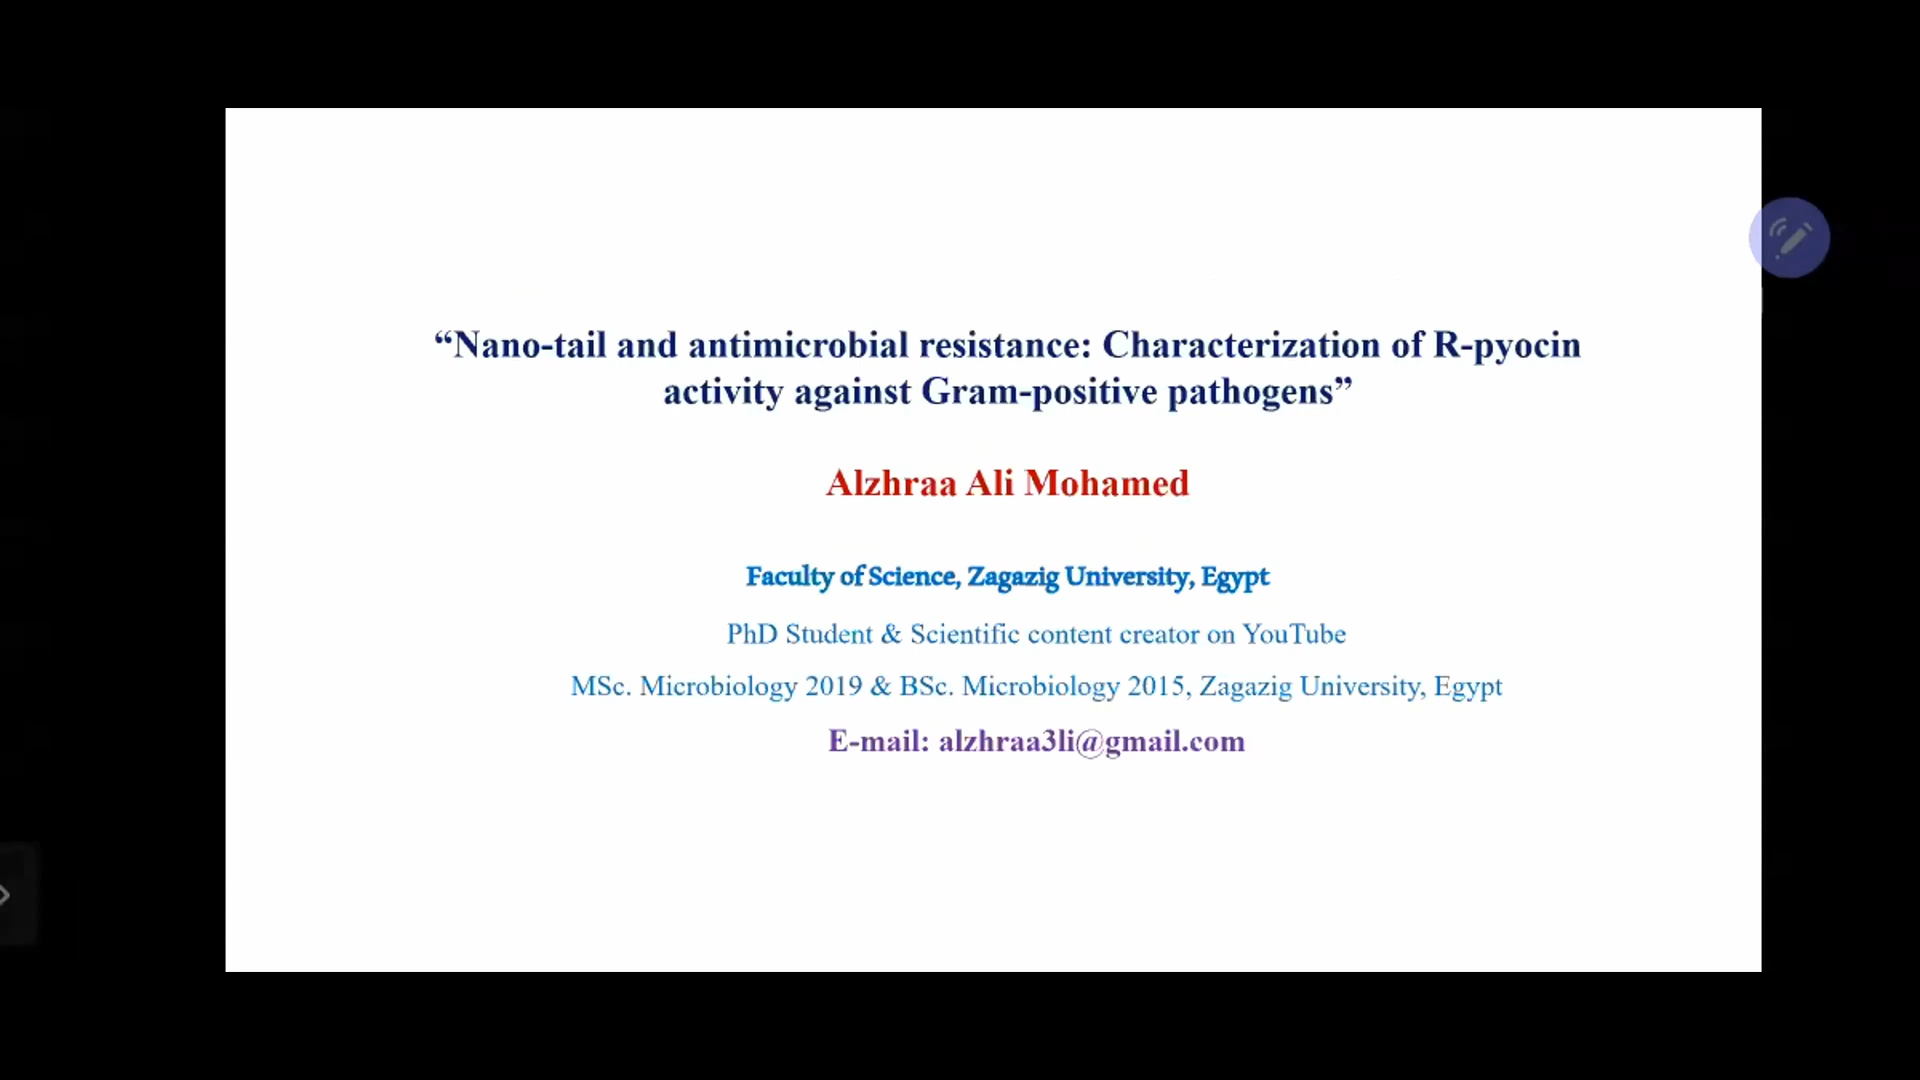 “Nano-tail and antimicrobial resistance: Characterization of R-pyocin
activity against Gram-positive pathogens”
Alzhraa Ali Mohamed
Faculty of Science, Zagazig University, Egypt
PhD Student & Scientific content creator on YouTube
MSc. Microbiology 2019 & BSc. Microbiology 2015, Zagazig University, Egypt
E-mail: alzhraa3li@gmail.com